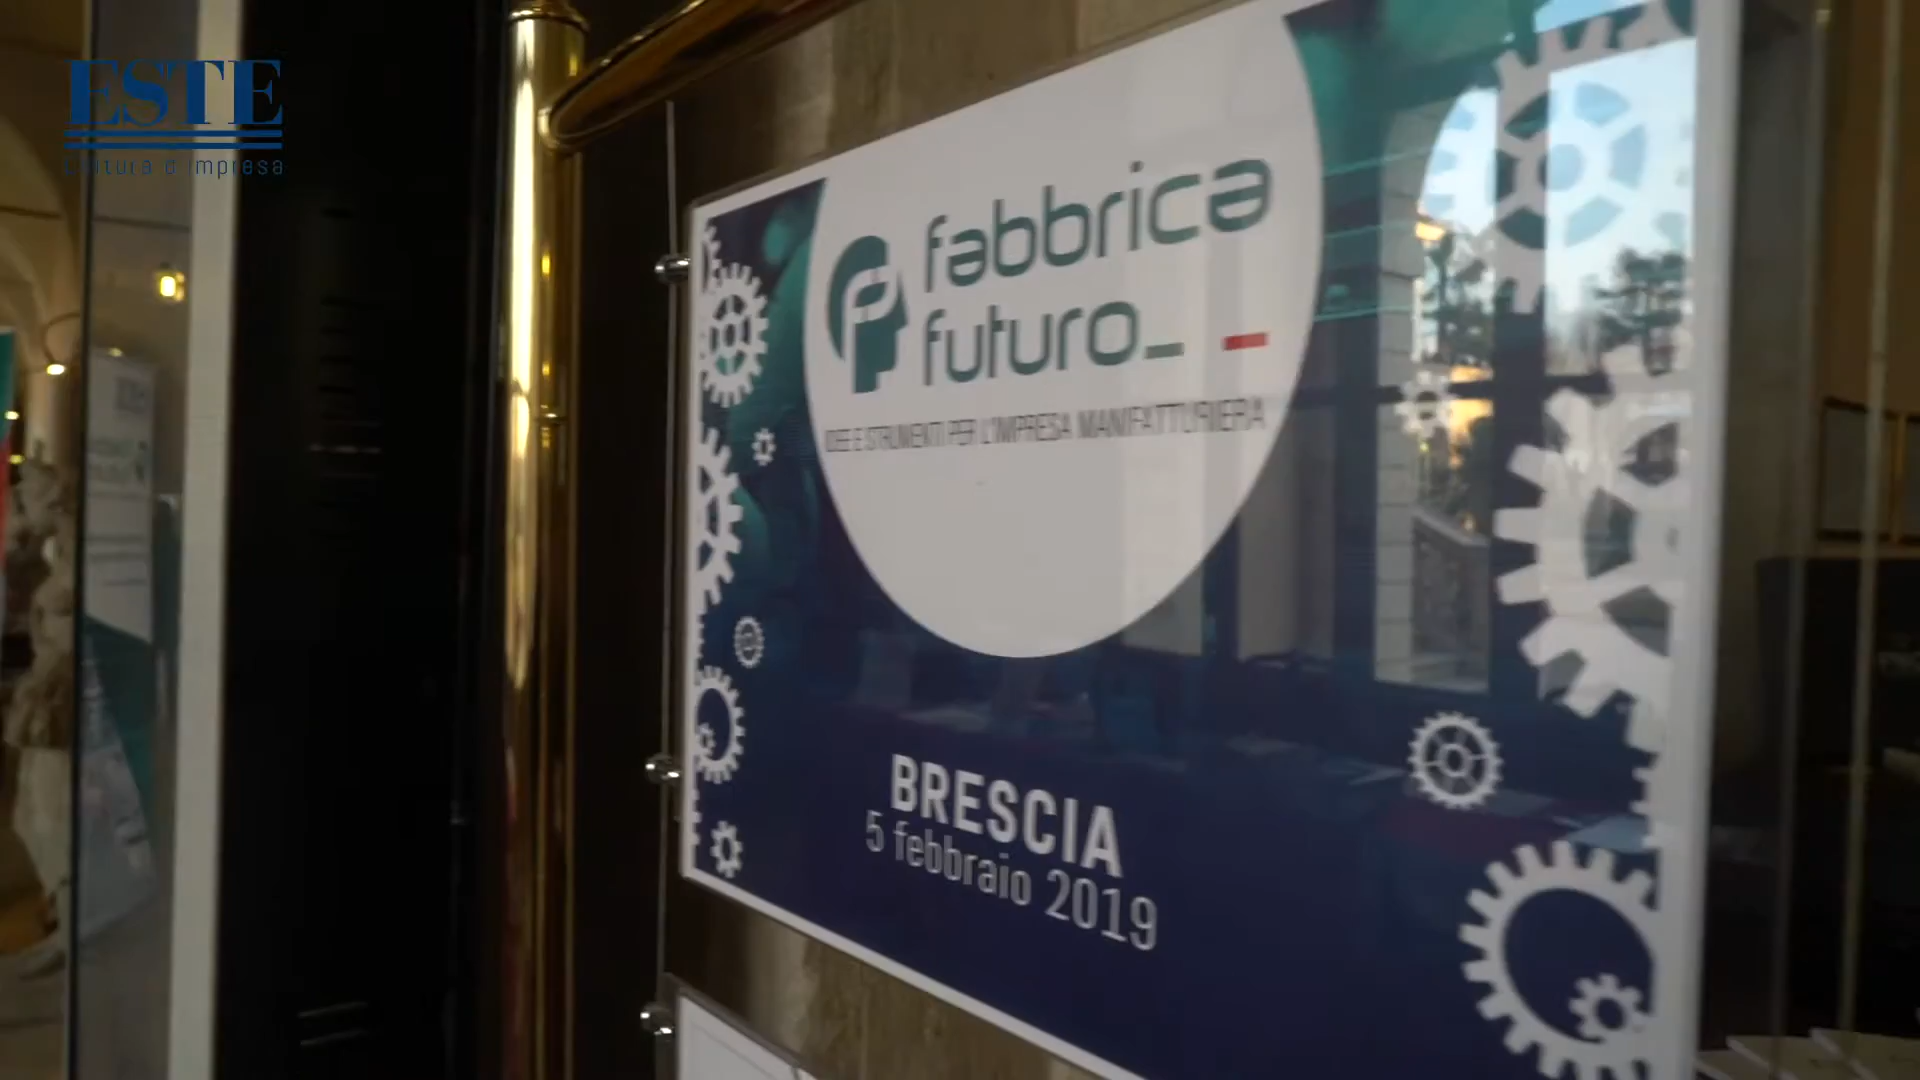 ESTE
cultura d'impresa
fabbrica
futuro_
IDEE E STRUMENTI PER L'IMPRESA MANIFATTURIERA
BRESCIA
5 febbraio 2019